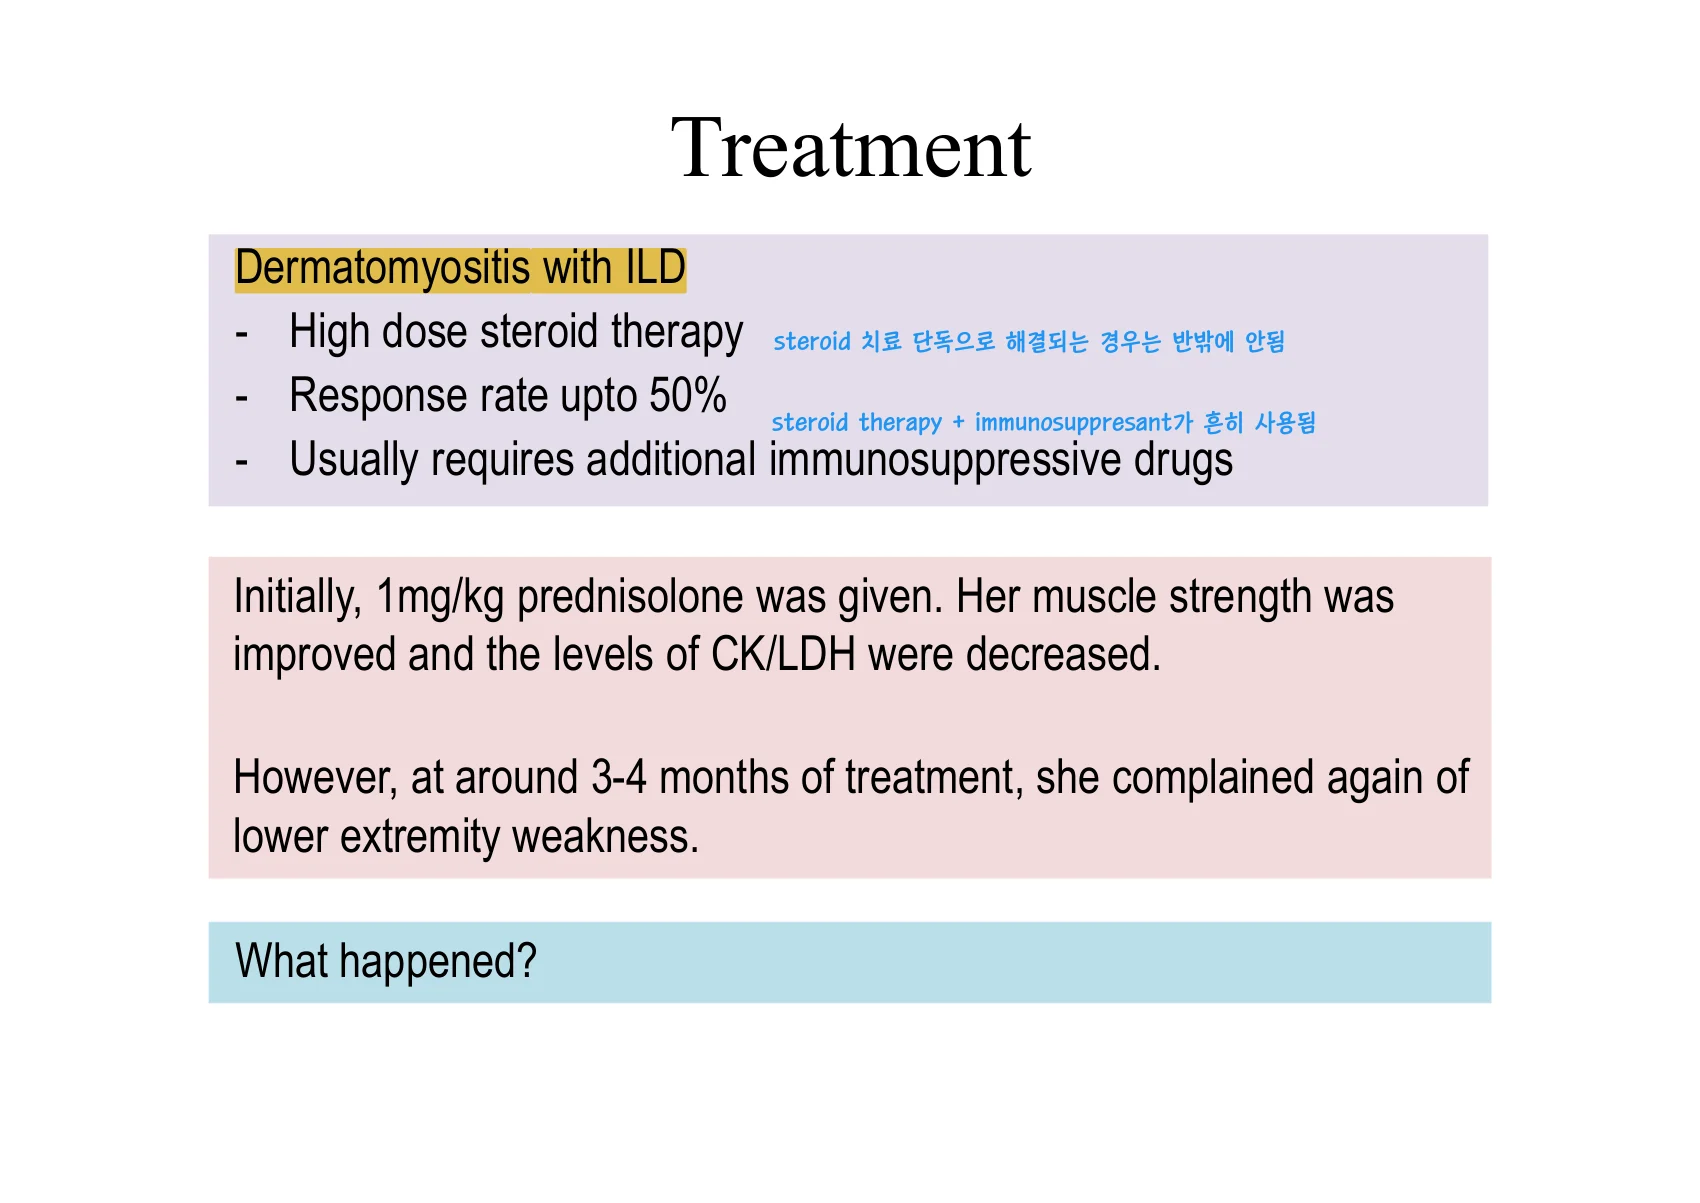 Treatment
Dermatomyositis with ILD
- High dose steroid therapy steroid 치료 단독으로 해결되는 경우는 반밖에 안됨
- Response rate upto 50%
steroid therapy + immunosuppresant가 흔히 사용됨
- Usually requires additional immunosuppressive drugs
Initially, 1mg/kg prednisolone was given. Her muscle strength was
improved and the levels of CK/LDH were decreased.
However, at around 3-4 months of treatment, she complained again of
lower extremity weakness.
What happened?